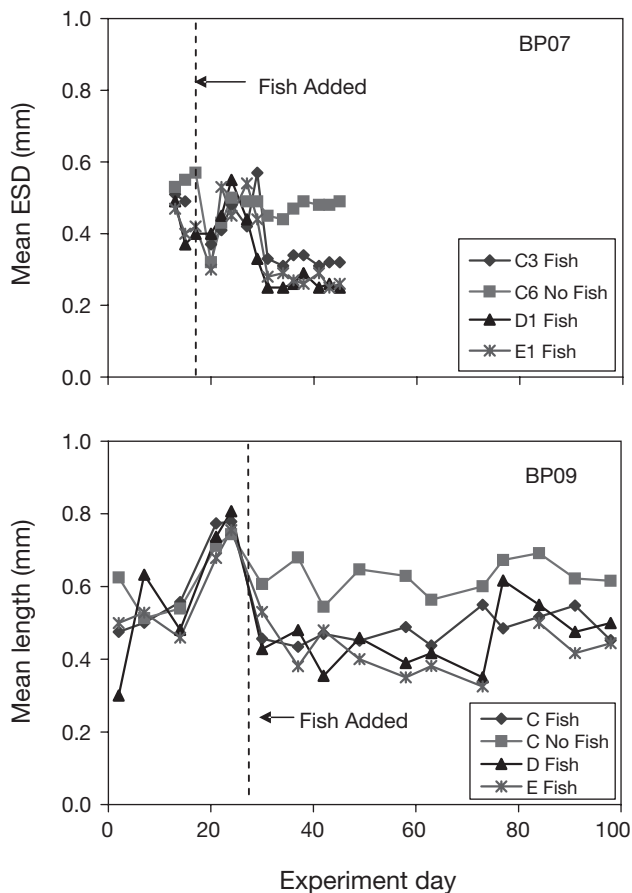 BP07
Mean ESD (mm)
1.0
0.8
0.6
0.4
0.2
0.0
Fish Added
C3 Fish
C6 No Fish
D1 Fish
E1 Fish
BP09
Mean length (mm)
1.0
0.8
0.6
0.4
0.2
0.0
Fish Added
C Fish
C No Fish
D Fish
E Fish
0 20 40 60 80 100
Experiment day